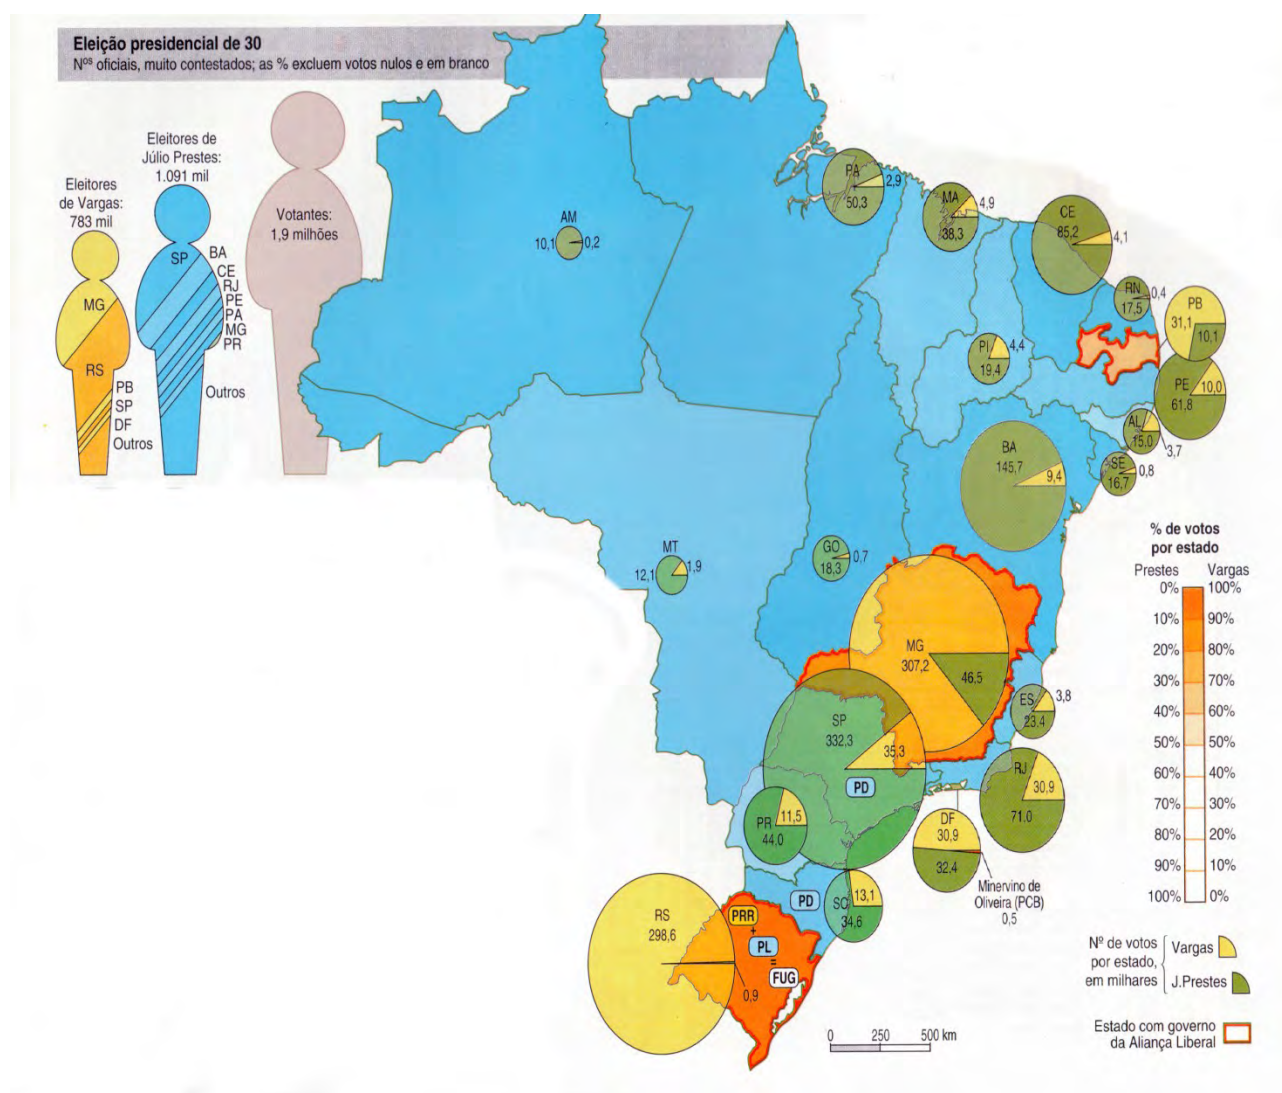 Eleição presidencial de 30
Nos oficiais, muito contestados; as % excluem votos nulos e em branco
Eleitores
de Vargas:
783 mil
MG
RS
PB
SP
DF
Outros
Eleitores de
Júlio Prestes:
1.091 mil
SP
BA
CE
RJ
PE
PA
MG
PR
Outros
Votantes:
1,9 milhões
AM
10,1
0,2
PA
2,9
50,3
MA
4,9
38,3
CE
85,2
4,1
RN
0,4
17,5
PB
31,1
10,1
PI
4,4
19,4
PE
10,0
61,8
AL
15,0
3,7
SE
0,8
16,7
BA
145,7
9,4
MT
12,1
1,9
GO
0,7
18,3
MG
307,2
46,5
ES
3,8
23,4
SP
332,3
35,3
PD
RJ
30,9
71,0
PR
11,5
44,0
DF
30,9
32,4
Minervino de
Oliveira (PCB)
0,5
PD
SC
13,1
34,6
RS
298,6
0,9
PRR
+
PL
=
FUG
% de votos
por estado
Prestes Vargas
0% 100%
10% 90%
20% 80%
30% 70%
40% 60%
50% 50%
60% 40%
70% 30%
80% 20%
90% 10%
100% 0%
Nº de votos
por estado,
em milhares
Vargas
J.Prestes
Estado com governo
da Aliança Liberal
0 250 500 km